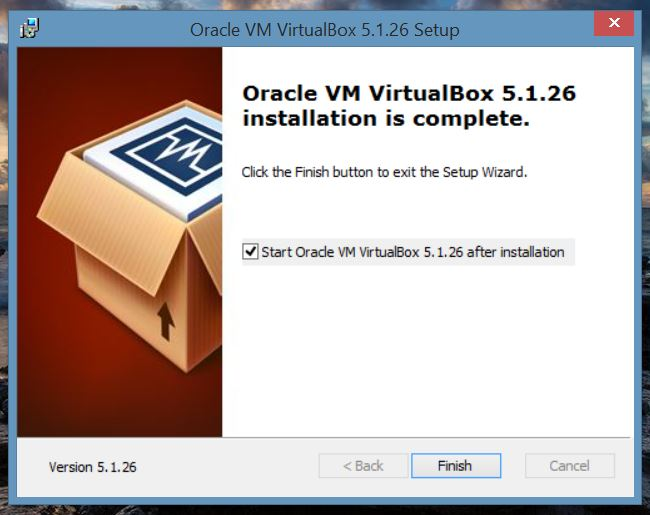 Oracle VM VirtualBox 5.1.26 Setup
Oracle VM VirtualBox 5.1.26
installation is complete.
Click the Finish button to exit the Setup Wizard.
Start Oracle VM VirtualBox 5.1.26 after installation
Version 5.1.26
< Back
Finish
Cancel